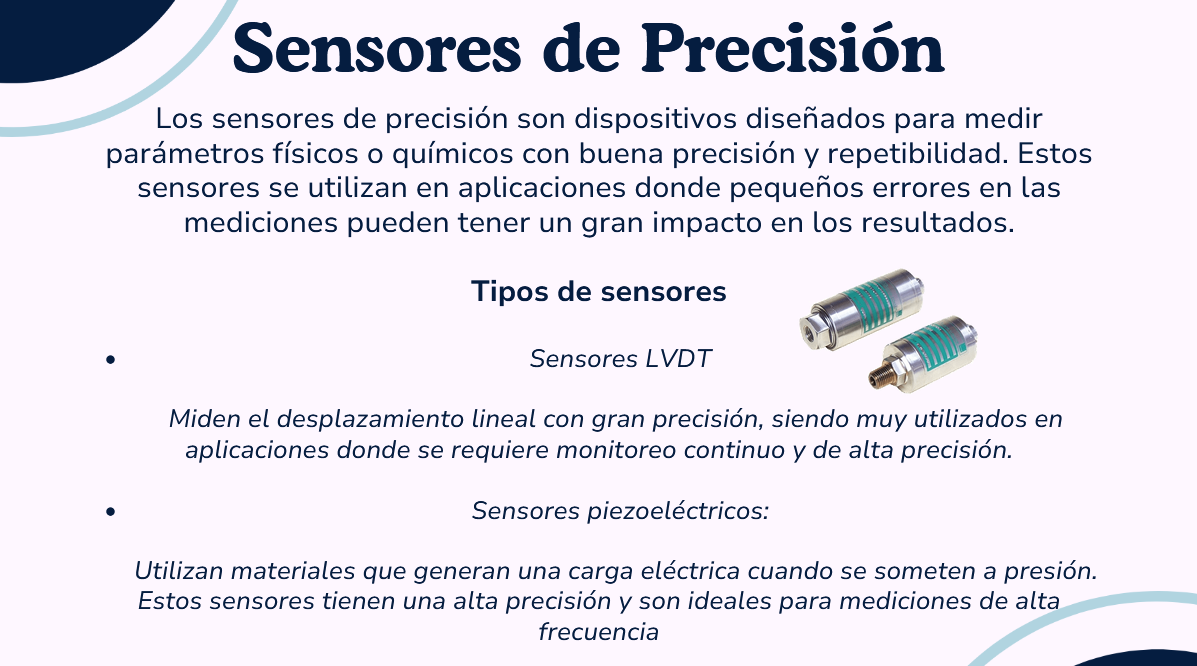 Sensores de Precisión
Los sensores de precisión son dispositivos diseñados para medir
parámetros físicos o químicos con buena precisión y repetibilidad. Estos
sensores se utilizan en aplicaciones donde pequeños errores en las
mediciones pueden tener un gran impacto en los resultados.
Tipos de sensores
• Sensores LVDT
Miden el desplazamiento lineal con gran precisión, siendo muy utilizados en
aplicaciones donde se requiere monitoreo continuo y de alta precisión.
• Sensores piezoeléctricos:
Utilizan materiales que generan una carga eléctrica cuando se someten a presión.
Estos sensores tienen una alta precisión y son ideales para mediciones de alta
frecuencia